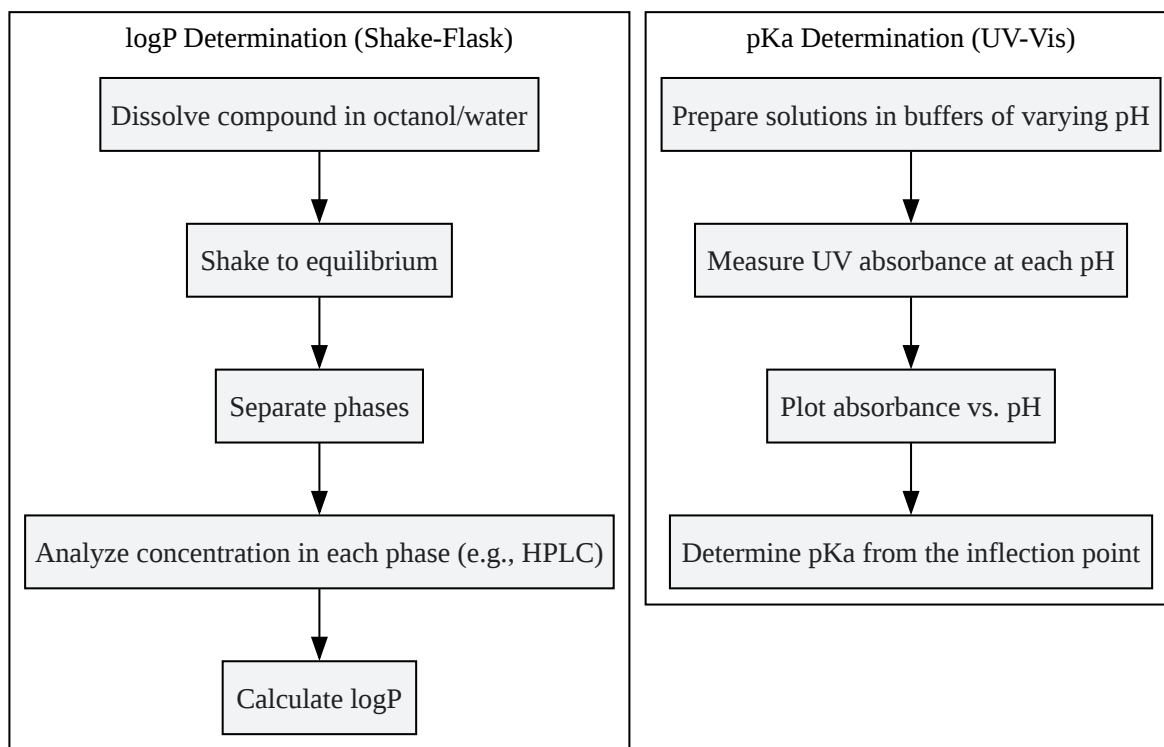 logP Determination (Shake-Flask)
Dissolve compound in octanol/water
Shake to equilibrium
Separate phases
Analyze concentration in each phase (e.g., HPLC)
Calculate logP
pKa Determination (UV-Vis)
Prepare solutions in buffers of varying pH
Measure UV absorbance at each pH
Plot absorbance vs. pH
Determine pKa from the inflection point